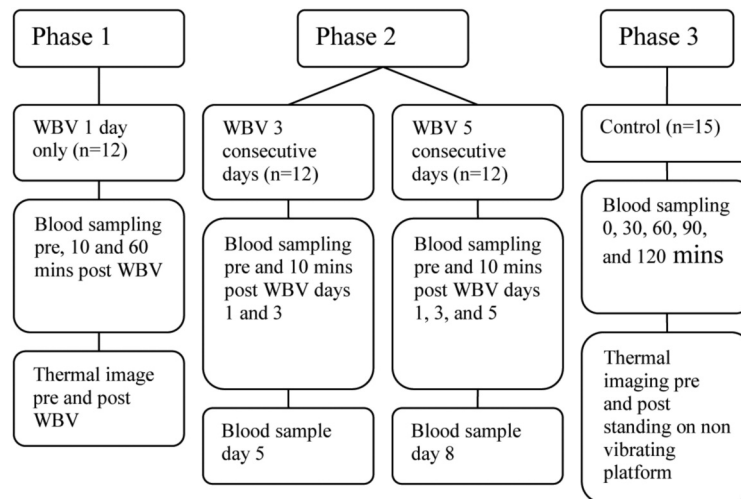 Phase 1
Phase 2
Phase 3
WBV 1 day
only (n=12)
WBV 3
consecutive
days (n=12)
WBV 5
consecutive
days (n=12)
Control (n=15)
Blood sampling
pre, 10 and 60
mins post WBV
Blood sampling
pre and 10 mins
post WBV days
1 and 3
Blood sampling
pre and 10 mins
post WBV days
1, 3, and 5
Blood sampling
0, 30, 60, 90,
and 120 mins
Thermal image
pre and post
WBV
Blood sample
day 5
Blood sample
day 8
Thermal
imaging pre
and post
standing on non
vibrating
platform